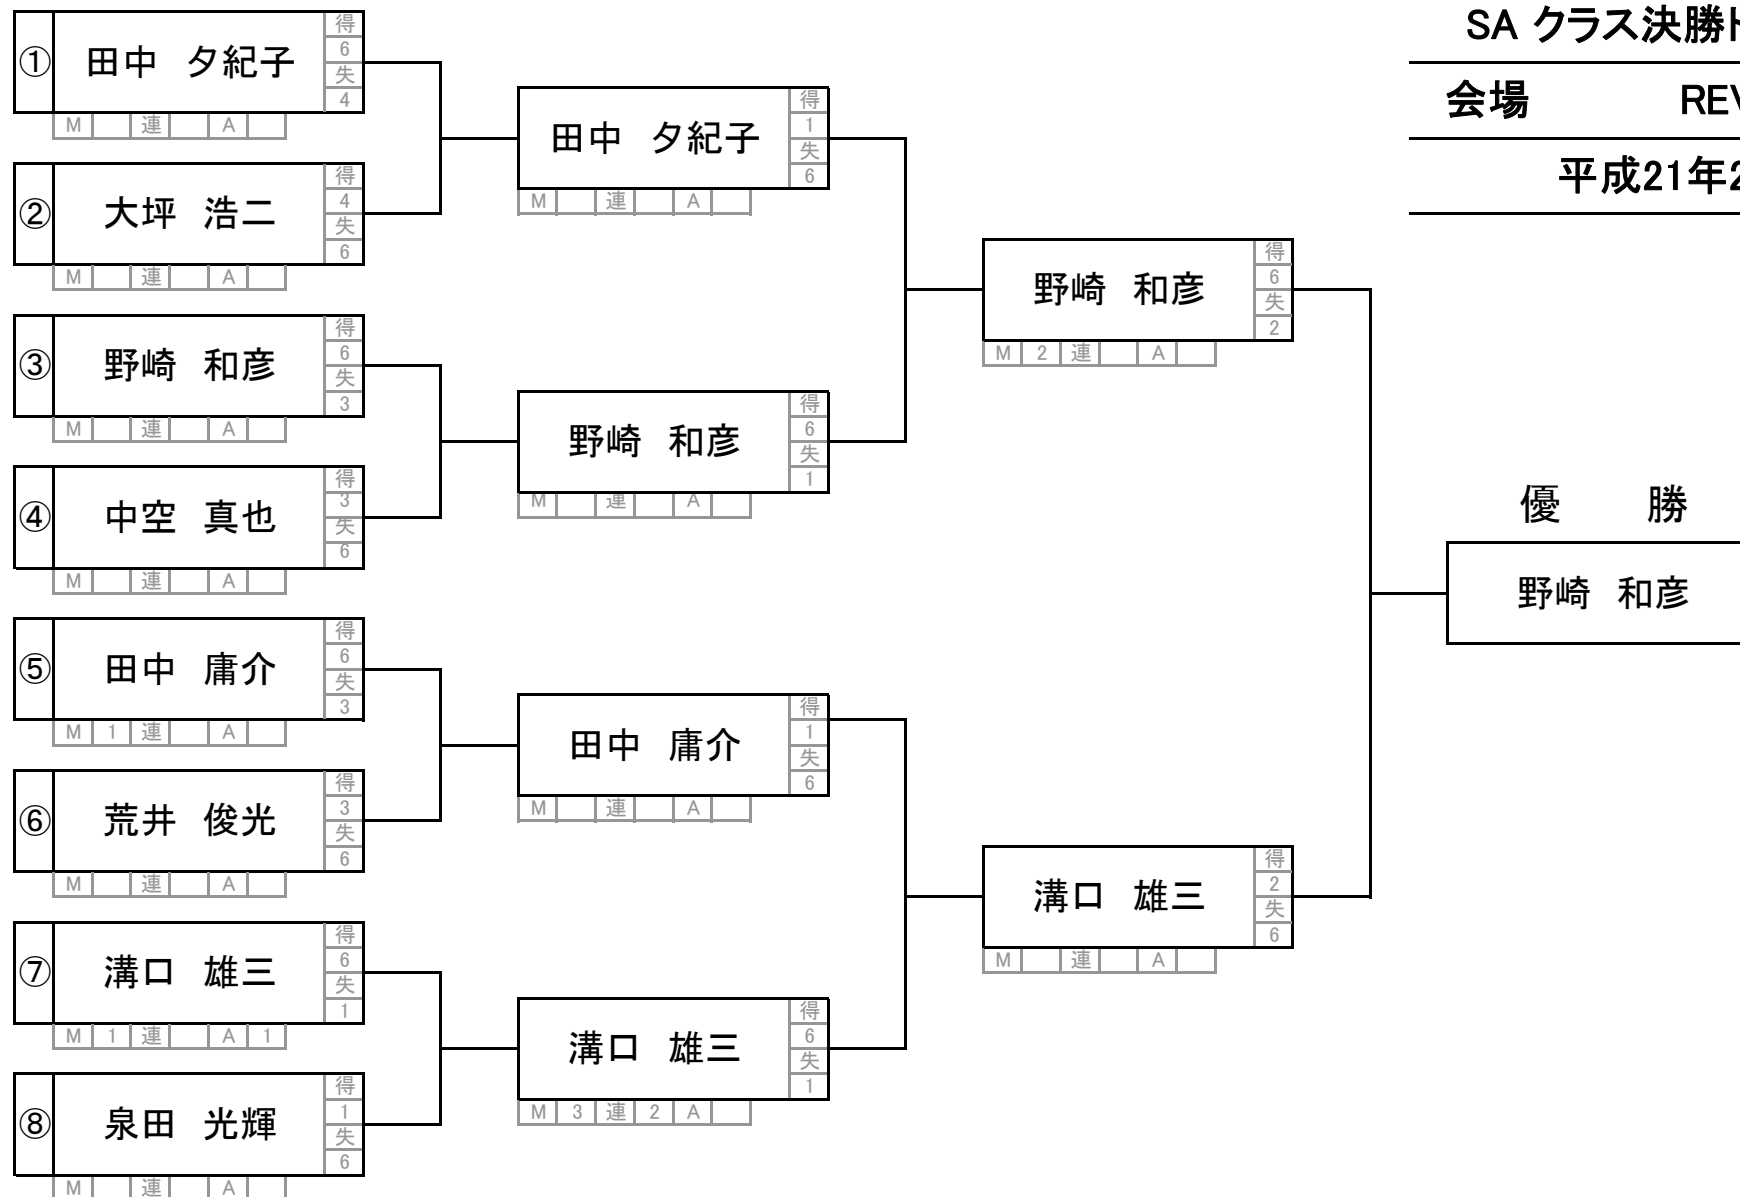 SA クラス決勝
会場 REV
平成21年2
① 田中 夕紀子 得 6 失 4
M 連 A
② 大坪 浩二 得 4 失 6
M 連 A
③ 野崎 和彦 得 6 失 3
M 連 A
④ 中空 真也 得 3 失 6
M 連 A
⑤ 田中 庸介 得 6 失 3
M 1 連 A
⑥ 荒井 俊光 得 3 失 6
M 連 A
⑦ 溝口 雄三 得 6 失 1
M 1 連 A 1
⑧ 泉田 光輝 得 1 失 6
M 連 A
田中 夕紀子 得 1 失 6
M 連 A
野崎 和彦 得 6 失 1
M 連 A
田中 庸介 得 1 失 6
M 連 A
溝口 雄三 得 6 失 1
M 3 連 2 A
野崎 和彦 得 6 失 2
M 2 連 A
溝口 雄三 得 2 失 6
M 連 A
優 勝
野崎 和彦